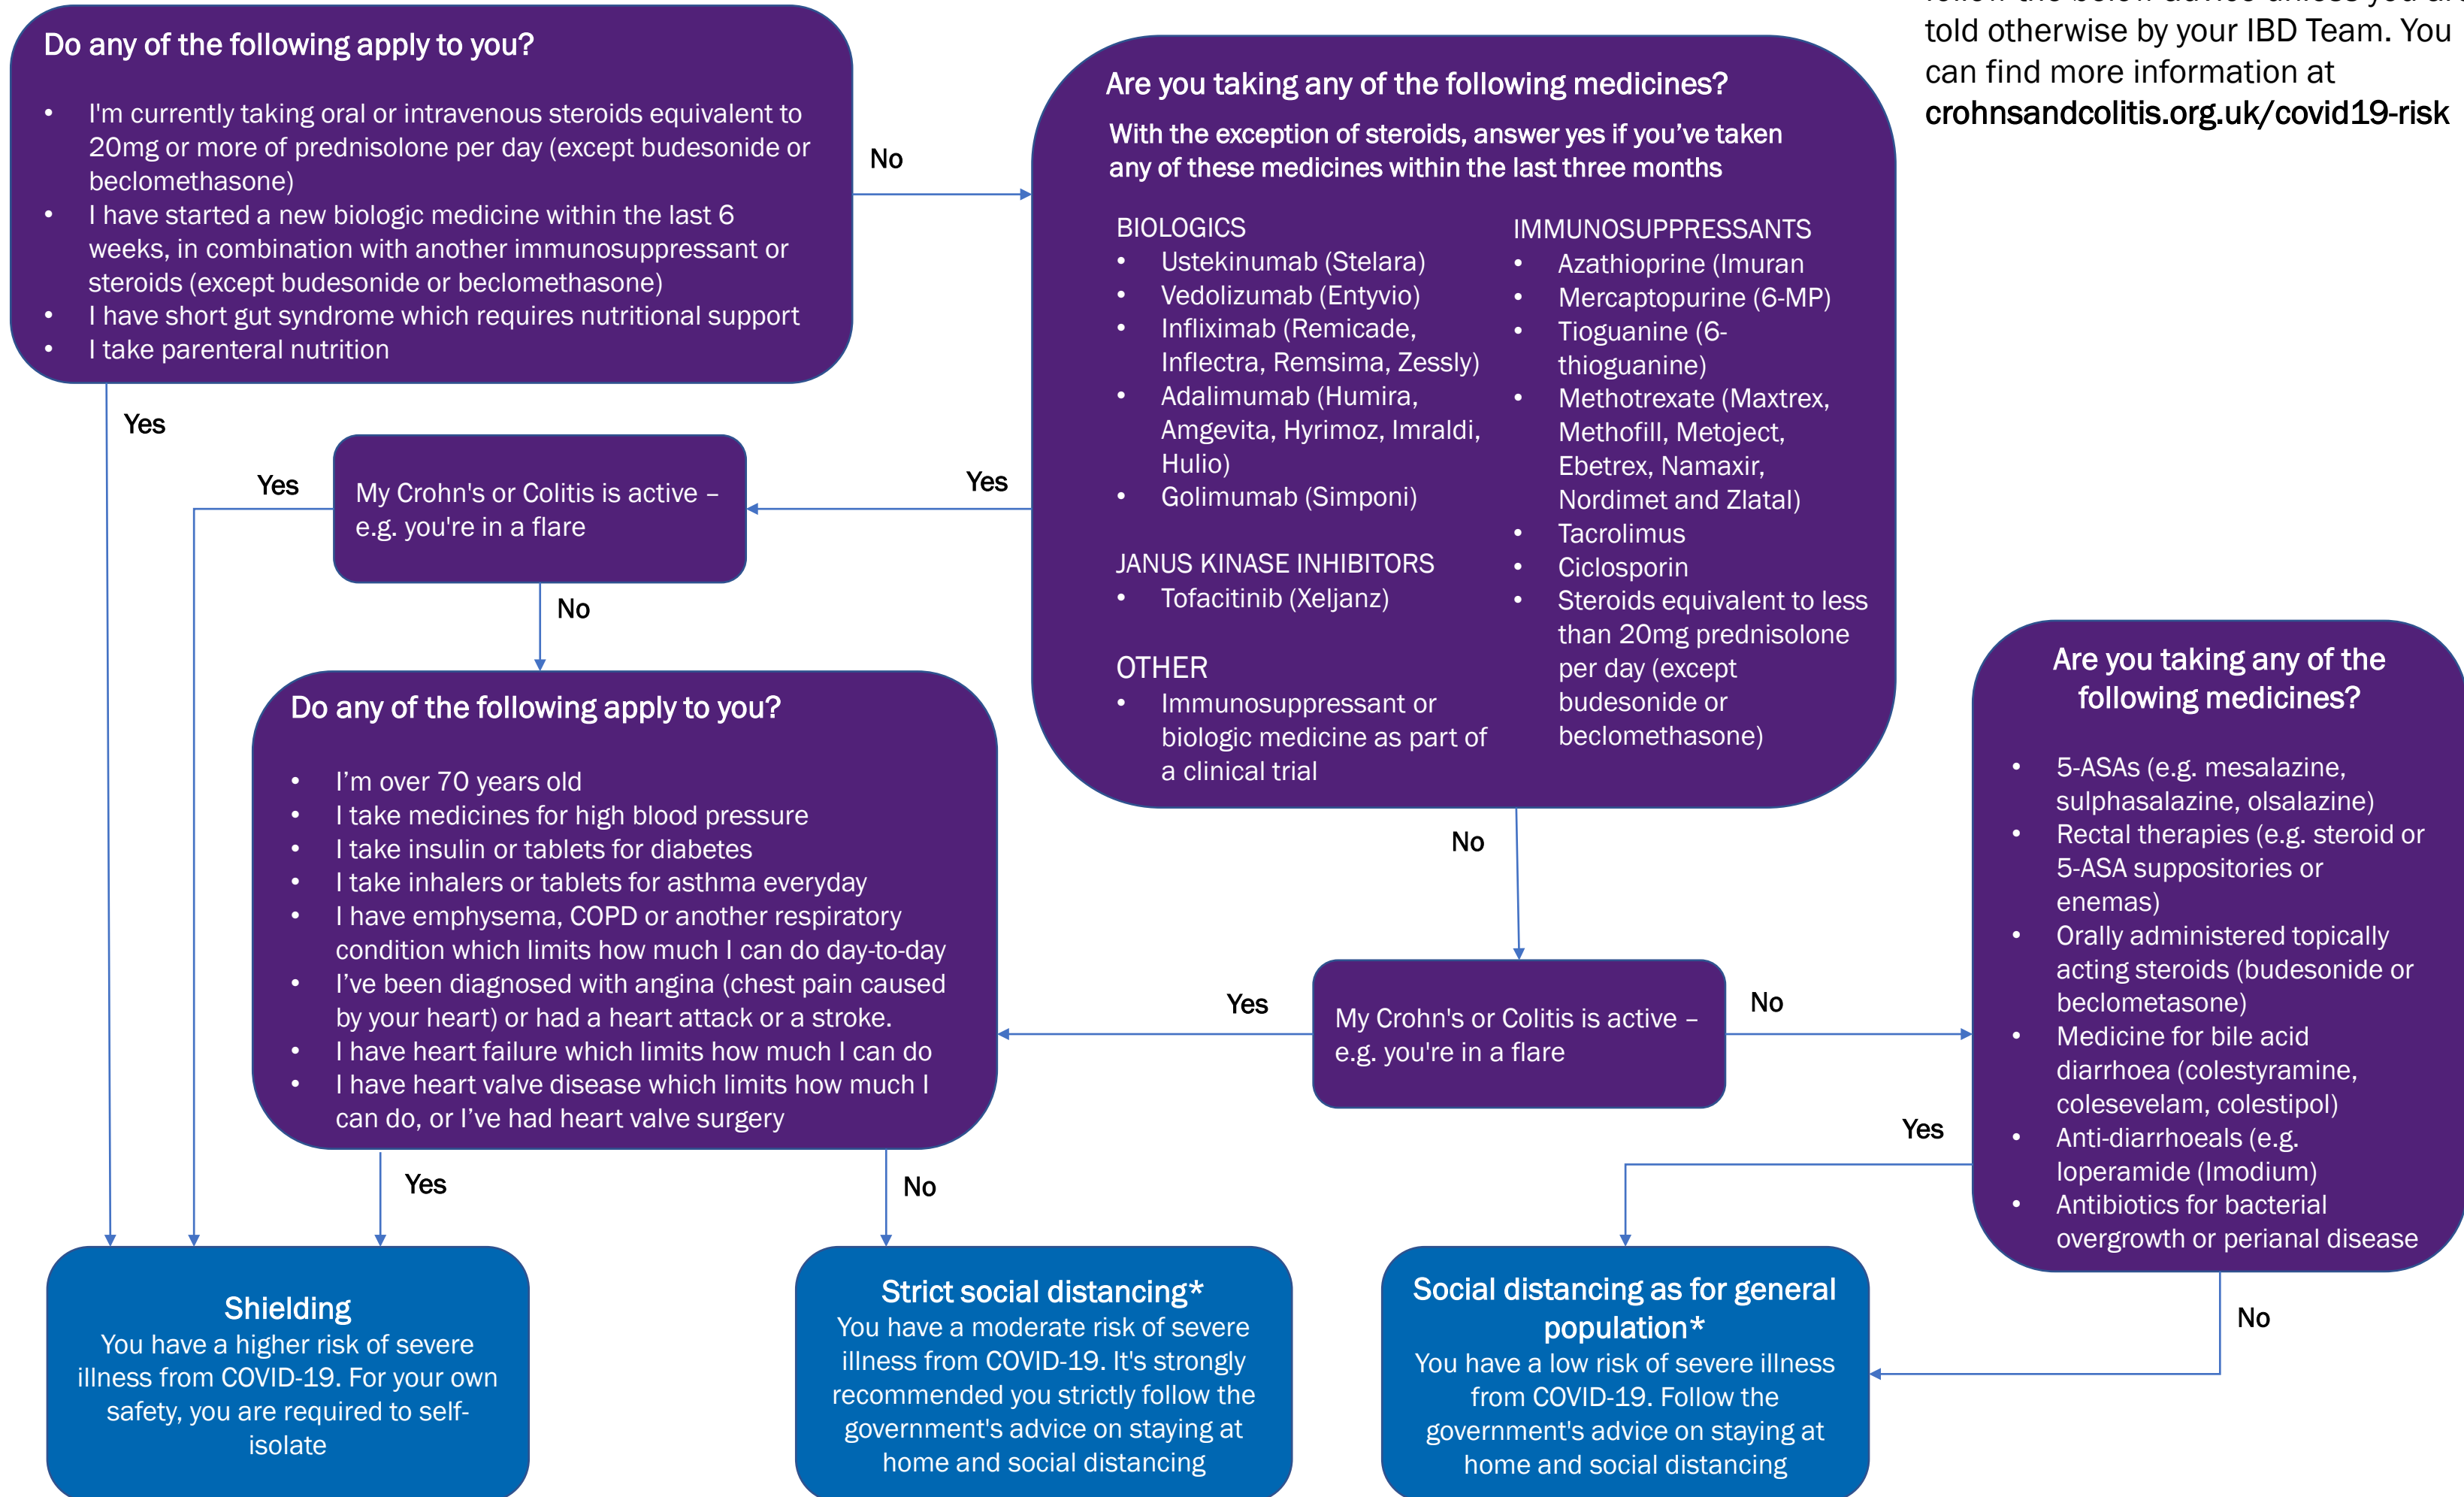 Do any of the following apply to you?
• I'm currently taking oral or intravenous steroids equivalent to
20mg or more of prednisolone per day (except budesonide or
beclomethasone)
• I have started a new biologic medicine within the last 6
weeks, in combination with another immunosuppressant or
steroids (except budesonide or beclomethasone)
• I have short gut syndrome which requires nutritional support
• I take parenteral nutrition
No
Yes
Are you taking any of the following medicines?
With the exception of steroids, answer yes if you've taken
any of these medicines within the last three months
BIOLOGICS
• Ustekinumab (Stelara)
• Vedolizumab (Entyvio)
• Infliximab (Remicade,
Inflectra, Remsima, Zessly)
• Adalimumab (Humira,
Amgevita, Hyrimoz, Imraldi,
Hulio)
• Golimumab (Simponi)
JANUS KINASE INHIBITORS
• Tofacitinib (Xeljanz)
OTHER
• Immunosuppressant or
biologic medicine as part of
a clinical trial
IMMUNOSUPPRESSANTS
• Azathioprine (Imuran
• Mercaptopurine (6-MP)
• Tioguanine (6-
thioguanine)
• Methotrexate (Maxtrex,
Methofill, Metoject,
Ebetrex, Namaxir,
Nordimet and Zlatal)
• Tacrolimus
• Ciclosporin
• Steroids equivalent to less
than 20mg prednisolone
per day (except
budesonide or
beclomethasone)
told otherwise by your IBD Team. You
can find more information at
crohnsandcolitis.org.uk/covid19-risk
Yes
My Crohn's or Colitis is active –
e.g. you're in a flare
Yes
No
Do any of the following apply to you?
• I'm over 70 years old
• I take medicines for high blood pressure
• I take insulin or tablets for diabetes
• I take inhalers or tablets for asthma everyday
• I have emphysema, COPD or another respiratory
condition which limits how much I can do day-to-day
• I've been diagnosed with angina (chest pain caused
by your heart) or had a heart attack or a stroke.
• I have heart failure which limits how much I can do
• I have heart valve disease which limits how much I
can do, or I've had heart valve surgery
No
My Crohn's or Colitis is active –
e.g. you're in a flare
Yes
No
Are you taking any of the
following medicines?
• 5-ASAs (e.g. mesalazine,
sulphasalazine, olsalazine)
• Rectal therapies (e.g. steroid or
5-ASA suppositories or
enemas)
• Orally administered topically
acting steroids (budesonide or
beclometasone)
• Medicine for bile acid
diarrhoea (colestyramine,
colesevelam, colestipol)
• Anti-diarrhoeals (e.g.
loperamide (Imodium)
• Antibiotics for bacterial
overgrowth or perianal disease
Yes
No
Yes
No
Shielding
You have a higher risk of severe
illness from COVID-19. For your own
safety, you are required to self-
isolate
Strict social distancing*
You have a moderate risk of severe
illness from COVID-19. It's strongly
recommended you strictly follow the
government's advice on staying at
home and social distancing
Social distancing as for general
population*
You have a low risk of severe illness
from COVID-19. Follow the
government's advice on staying at
home and social distancing